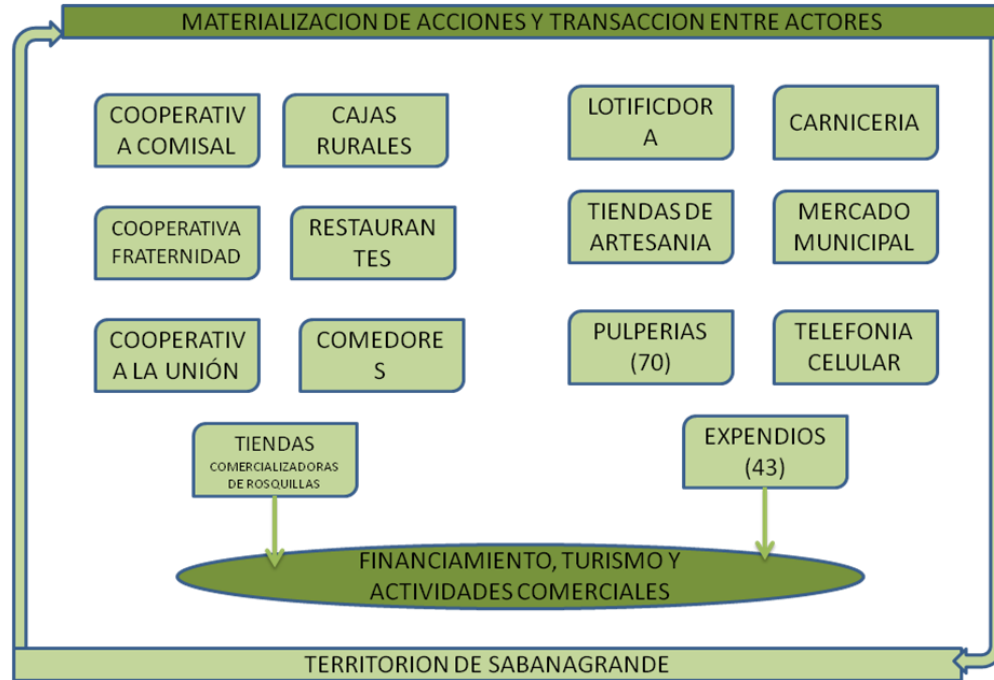 MATERIALIZACION DE ACCIONES Y TRANSACCION ENTRE ACTORES
COOPERATIV
A COMISAL
CAJAS
RURALES
LOTIFICDOR
A
CARNICERIA
COOPERATIVA
FRATERNIDAD
RESTAURAN
TES
TIENDAS DE
ARTESANIA
MERCADO
MUNICIPAL
COOPERATIV
A LA UNIÓN
COMEDORE
S
PULPERIAS
(70)
TELEFONIA
CELULAR
TIENDAS
COMERCIALIZADORAS
DE ROSQUILLAS
EXPENDIOS
(43)
FINANCIAMIENTO, TURISMO Y
ACTIVIDADES COMERCIALES
TERRITORION DE SABANAGRANDE